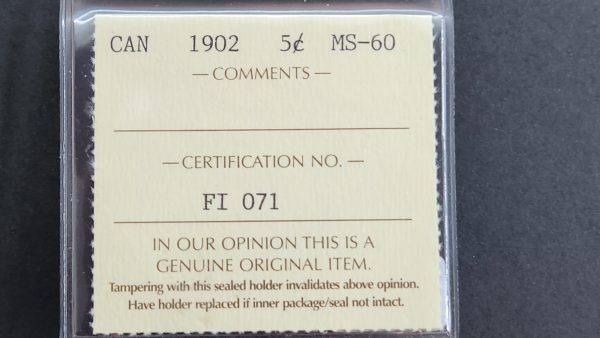 CAN 1902 5¢ MS-60
— COMMENTS —
— CERTIFICATION NO. —
FI 071
IN OUR OPINION THIS IS A
GENUINE ORIGINAL ITEM.
Tampering with this sealed holder invalidates above opinion.
Have holder replaced if inner package/seal not intact.